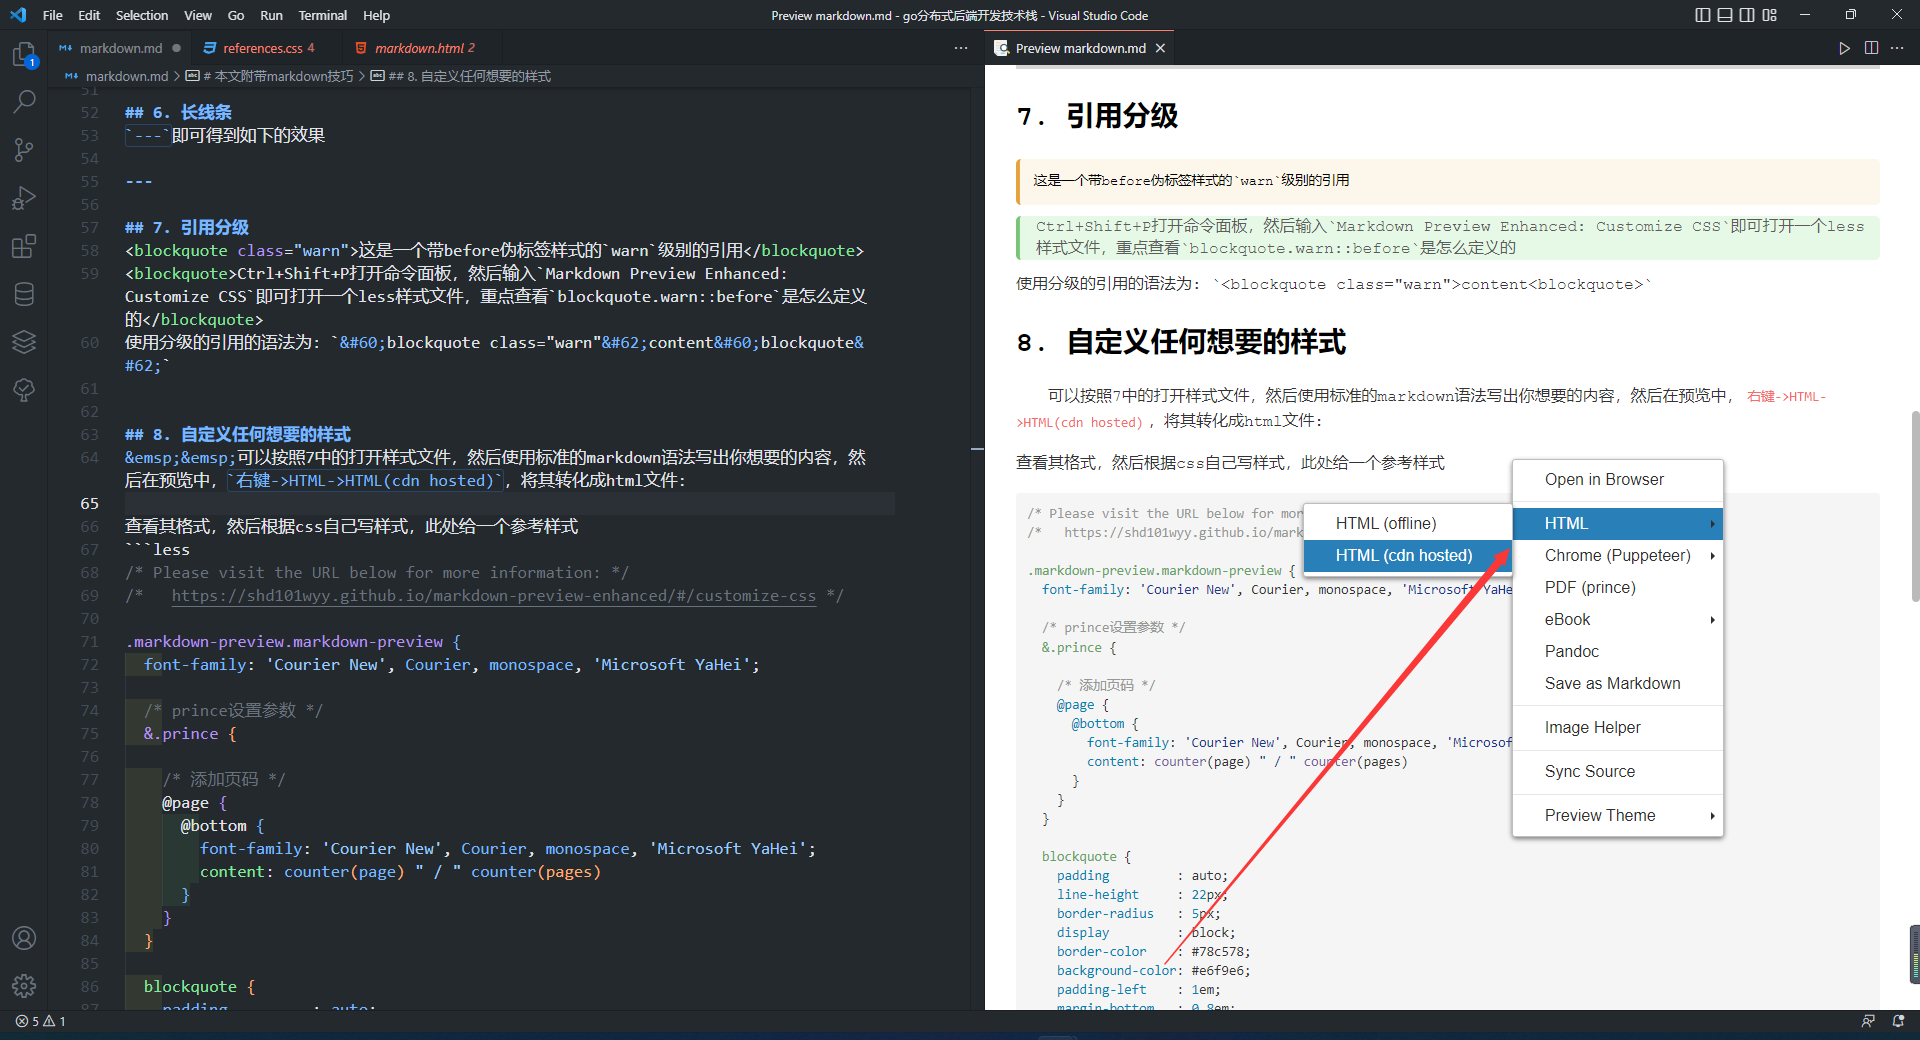 File Edit Selection View Go Run Terminal Help
Preview markdown.md - go分布式后端开发技术栈 - Visual Studio Code
markdown.md
references.css 4
markdown.html 2
Preview markdown.md
1
markdown.md > # 本文附带markdown技巧 > ## 8. 自定义任何想要的样式
51
52 ## 6. 长线条
53 `---`即可得到如下的效果
54
55 ---
56
57 ## 7. 引用分级
58 <blockquote class="warn">这是一个带before伪标签样式的`warn`级别的引用</blockquote>
59 <blockquote>Ctrl+Shift+P打开命令面板，然后输入`Markdown Preview Enhanced:
Customize CSS`即可打开一个less样式文件，重点查看`blockquote.warn::before`是怎么定义
的</blockquote>
60 使用分级的引用的语法为：`&#60;blockquote class="warn"&#62;content&#60;blockquote&
#62;`
61
62
63 ## 8. 自定义任何想要的样式
64 &emsp;&emsp;可以按照7中的打开样式文件，然后使用标准的markdown语法写出你想要的内容，然
后在预览中，`右键->HTML->HTML(cdn hosted)`，将其转化成html文件：
65
66 查看其格式，然后根据css自己写样式，此处给一个参考样式
67 ```less
68 /* Please visit the URL below for more information: */
69 /*   https://shd101wyy.github.io/markdown-preview-enhanced/#/customize-css */
70
71 .markdown-preview.markdown-preview {
72 font-family: 'Courier New', Courier, monospace, 'Microsoft YaHei';
73
74 /* prince设置参数 */
75 &.prince {
76
77 /* 添加页码 */
78 @page {
79 @bottom {
80 font-family: 'Courier New', Courier, monospace, 'Microsoft YaHei';
81 content: counter(page) " / " counter(pages)
82 }
83 }
84 }
85
86 blockquote {
87 padding : auto;
7. 引用分级
这是一个带before伪标签样式的`warn`级别的引用
Ctrl+Shift+P打开命令面板，然后输入`Markdown Preview Enhanced: Customize CSS`即可打开一个less
样式文件，重点查看`blockquote.warn::before`是怎么定义的
使用分级的引用的语法为：`<blockquote class="warn">content<blockquote>`
8. 自定义任何想要的样式
可以按照7中的打开样式文件，然后使用标准的markdown语法写出你想要的内容，然后在预览中，右键->HTML-
>HTML(cdn hosted)，将其转化成html文件：
查看其格式，然后根据css自己写样式，此处给一个参考样式
/* Please visit the URL below for mor
/*   https://shd101wyy.github.io/mark
.markdown-preview.markdown-preview {
font-family: 'Courier New', Courier, monospace, 'Microsoft YaHe
/* prince设置参数 */
&.prince {
/* 添加页码 */
@page {
@bottom {
font-family: 'Courier New', Courier, monospace, 'Microsof
content: counter(page) " / " counter(pages)
}
}
}
blockquote {
padding : auto;
line-height : 22px;
border-radius : 5px;
display : block;
border-color : #78c578;
background-color: #e6f9e6;
padding-left : 1em;
margin-bottom : 0.8em;
HTML (offline)
HTML (cdn hosted)
Open in Browser
HTML
Chrome (Puppeteer)
PDF (prince)
eBook
Pandoc
Save as Markdown
Image Helper
Sync Source
Preview Theme
5 1